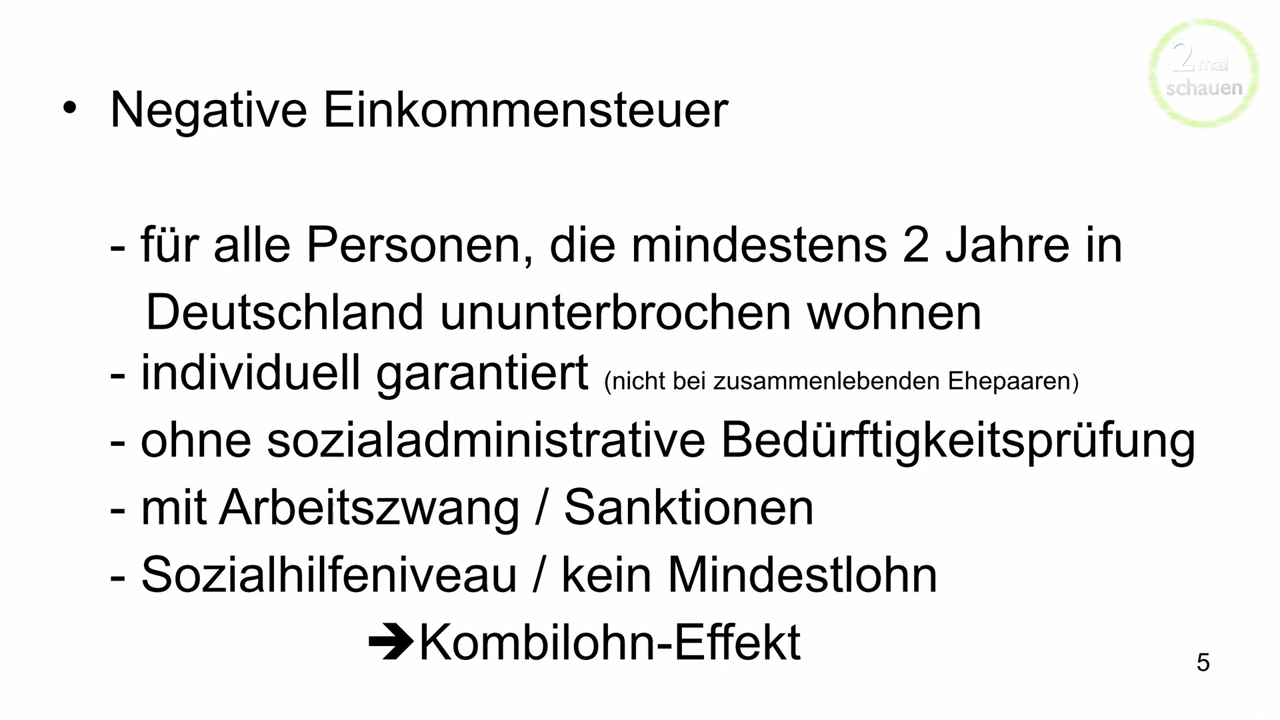 2 mal
schauen
• Negative Einkommensteuer
- für alle Personen, die mindestens 2 Jahre in
Deutschland ununterbrochen wohnen
- individuell garantiert (nicht bei zusammenlebenden Ehepaaren)
- ohne sozialadministrative Bedürftigkeitsprüfung
- mit Arbeitszwang / Sanktionen
- Sozialhilfeniveau / kein Mindestlohn
➔Kombilohn-Effekt
5